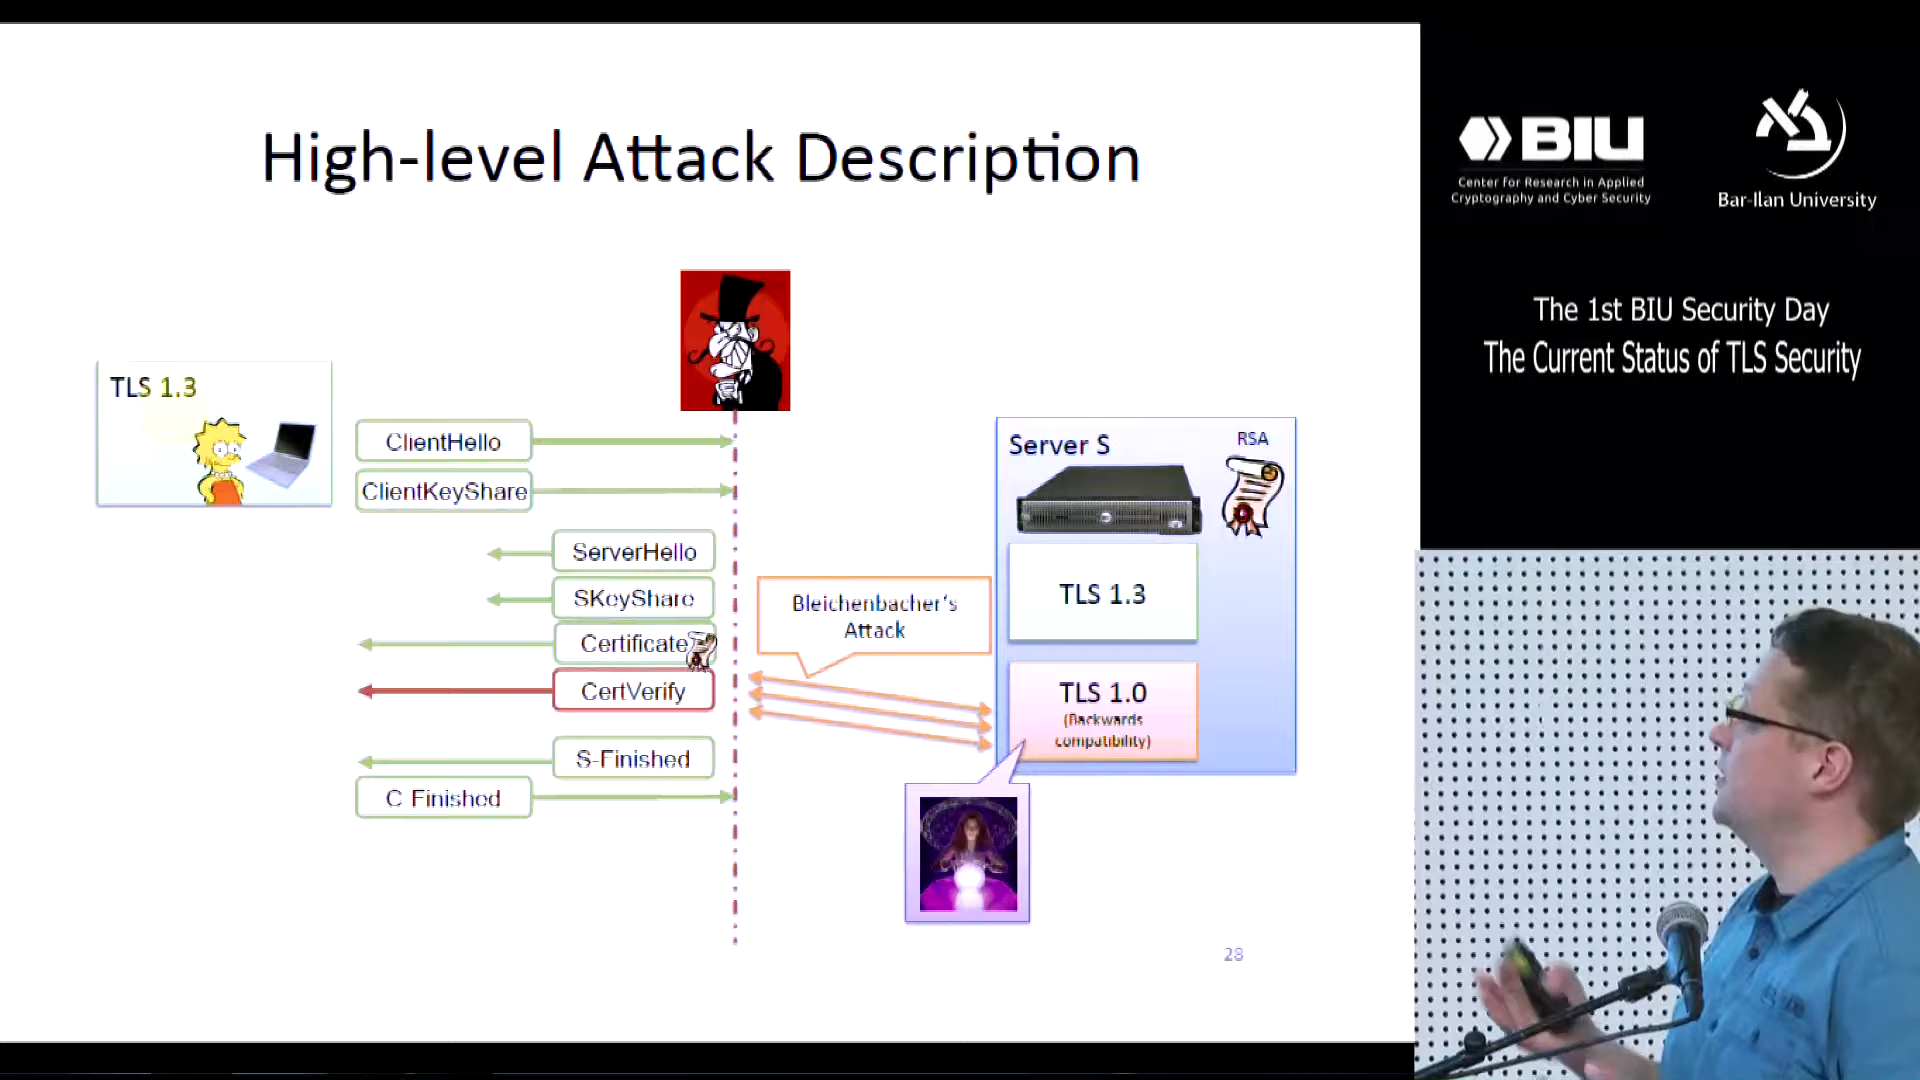 High-level Attack Description
TLS 1.3
ClientHello
ClientKeyShare
ServerHello
SKeyShare
Certificate
CertVerify
S-Finished
C Finished
Bleichenbacher's
Attack
Server S
RSA
TLS 1.3
TLS 1.0
(Backwards
compatibility)
28
BIU
Center for Research in Applied
Cryptography and Cyber Security
Bar-Ilan University
The 1st BIU Security Day
The Current Status of TLS Security